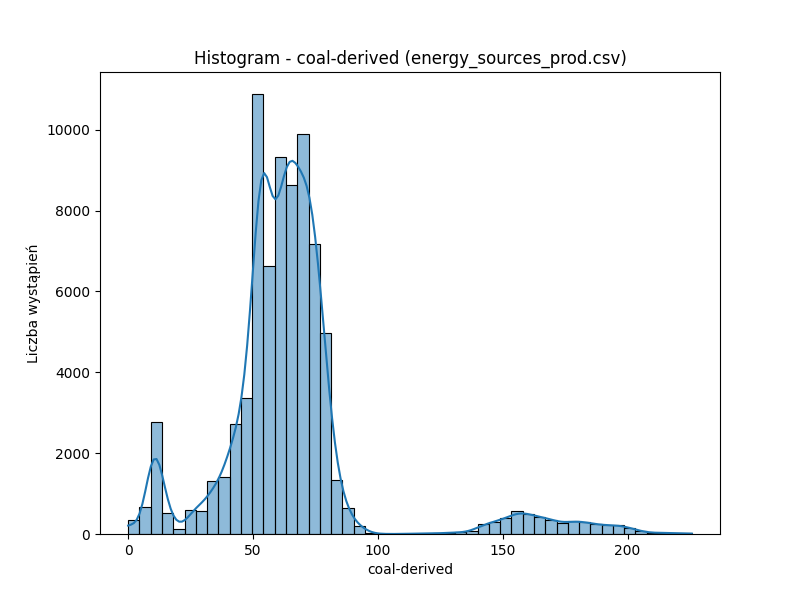 Histogram - coal-derived (energy_sources_prod.csv)
Liczba wystąpień
10000
8000
6000
4000
2000
0
0 50 100 150 200
coal-derived